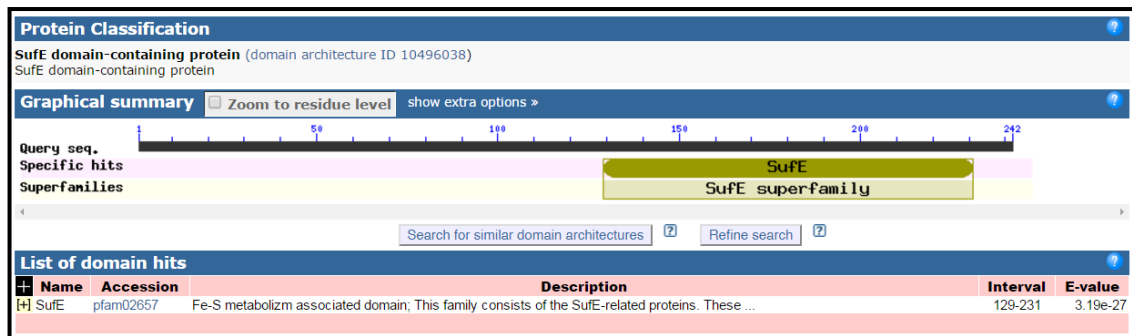 Protein Classification ?
SufE domain-containing protein (domain architecture ID 10496038)
SufE domain-containing protein
Graphical summary Zoom to residue level show extra options » ?
1 50 100 150 200 242
Query seq.
Specific hits SufE
Superfamilies SufE superfamily
Search for similar domain architectures ? Refine search ?
List of domain hits ?
+ Name Accession Description Interval E-value
[+] SufE pfam02657 Fe-S metabolizm associated domain; This family consists of the SufE-related proteins. These ... 129-231 3.19e-27